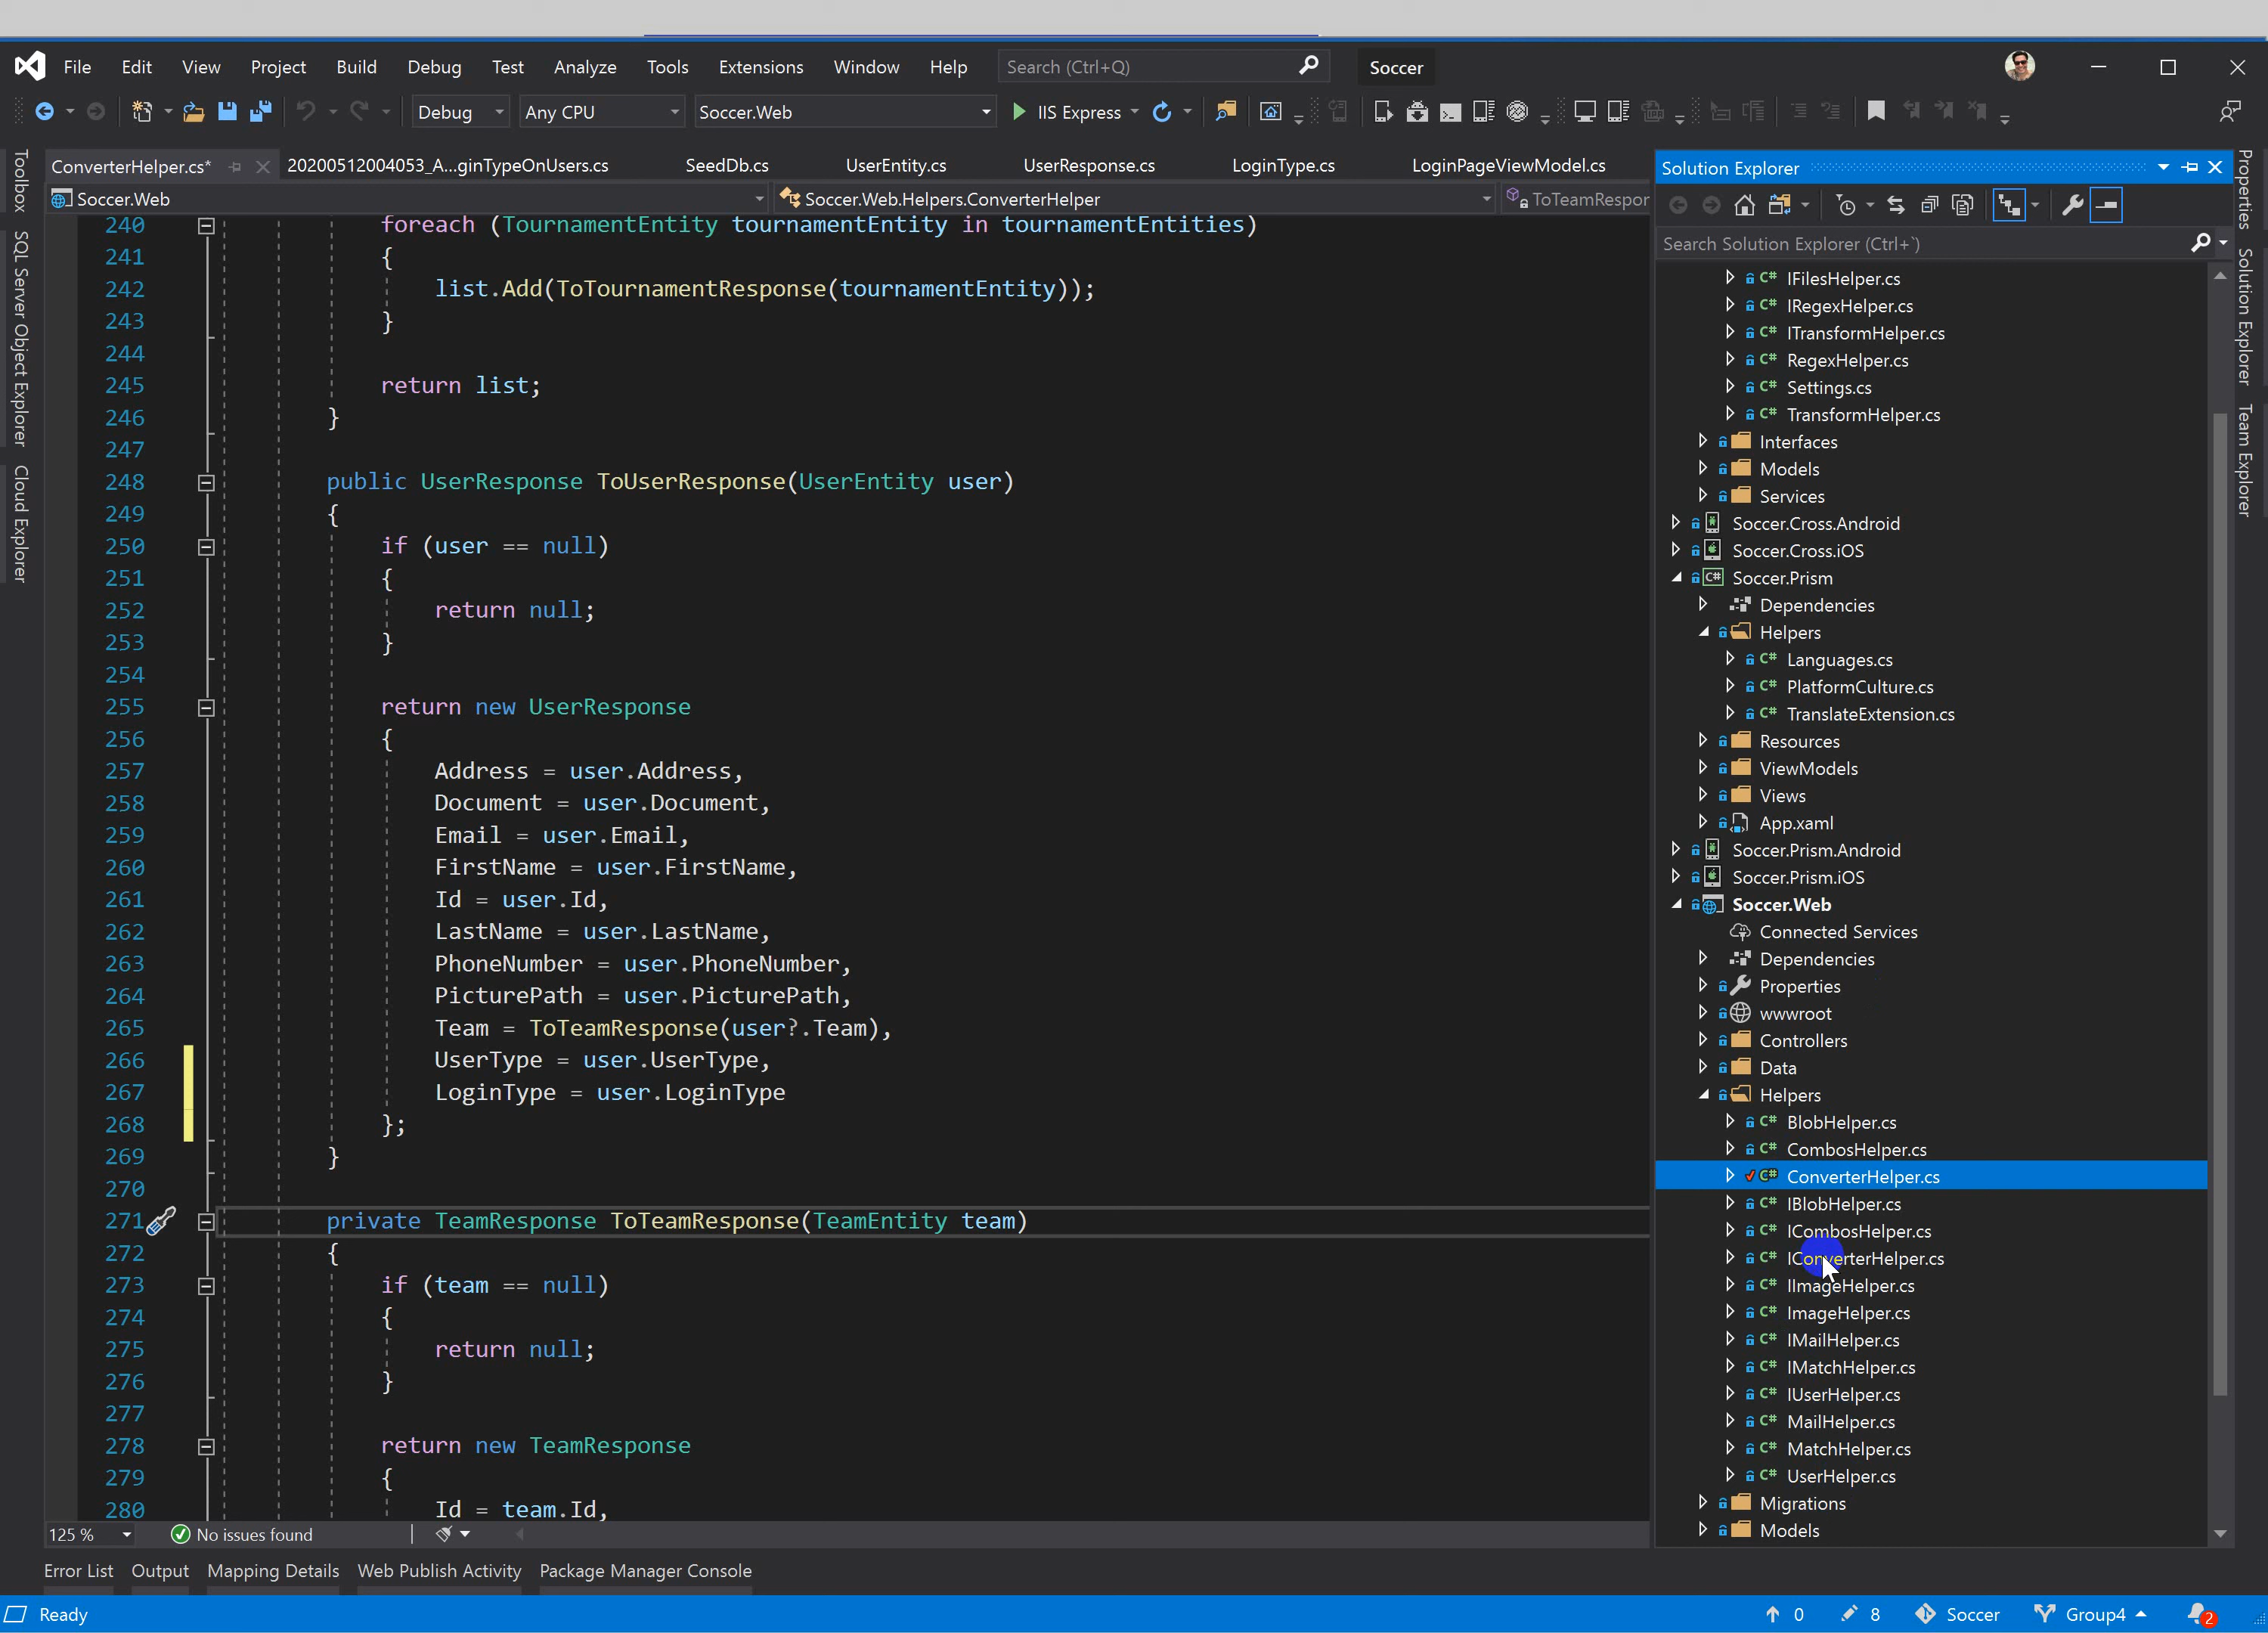 File Edit View Project Build Debug Test Analyze Tools Extensions Window Help Search (Ctrl+Q) Soccer
Debug Any CPU Soccer.Web IIS Express
ConverterHelper.cs* 20200512004053_A...ginTypeOnUsers.cs SeedDb.cs UserEntity.cs UserResponse.cs LoginType.cs LoginPageViewModel.cs
Soccer.Web Soccer.Web.Helpers.ConverterHelper ToTeamRespor
Toolbox
SQL Server Object Explorer
Cloud Explorer
240 foreach (TournamentEntity tournamentEntity in tournamentEntities)
241 {
242 list.Add(ToTournamentResponse(tournamentEntity));
243 }
244
245 return list;
246 }
247
248 public UserResponse ToUserResponse(UserEntity user)
249 {
250 if (user == null)
251 {
252 return null;
253 }
254
255 return new UserResponse
256 {
257 Address = user.Address,
258 Document = user.Document,
259 Email = user.Email,
260 FirstName = user.FirstName,
261 Id = user.Id,
262 LastName = user.LastName,
263 PhoneNumber = user.PhoneNumber,
264 PicturePath = user.PicturePath,
265 Team = ToTeamResponse(user?.Team),
266 UserType = user.UserType,
267 LoginType = user.LoginType
268 };
269 }
270
271 private TeamResponse ToTeamResponse(TeamEntity team)
272 {
273 if (team == null)
274 {
275 return null;
276 }
277
278 return new TeamResponse
279 {
280 Id = team.Id,
125 % No issues found
Solution Explorer
Search Solution Explorer (Ctrl+`)
C# IFilesHelper.cs
C# IRegexHelper.cs
C# ITransformHelper.cs
C# RegexHelper.cs
C# Settings.cs
C# TransformHelper.cs
Interfaces
Models
Services
Soccer.Cross.Android
Soccer.Cross.iOS
C# Soccer.Prism
Dependencies
Helpers
C# Languages.cs
C# PlatformCulture.cs
C# TranslateExtension.cs
Resources
ViewModels
Views
App.xaml
Soccer.Prism.Android
Soccer.Prism.iOS
Soccer.Web
Connected Services
Dependencies
Properties
wwwroot
Controllers
Data
Helpers
C# BlobHelper.cs
C# CombosHelper.cs
C# ConverterHelper.cs
C# IBlobHelper.cs
C# ICombosHelper.cs
C# IConverterHelper.cs
C# IImageHelper.cs
C# ImageHelper.cs
C# IMailHelper.cs
C# IMatchHelper.cs
C# IUserHelper.cs
C# MailHelper.cs
C# MatchHelper.cs
C# UserHelper.cs
Migrations
Models
Properties
Solution Explorer
Team Explorer
Error List Output Mapping Details Web Publish Activity Package Manager Console
Ready 0 8 Soccer Group4 2